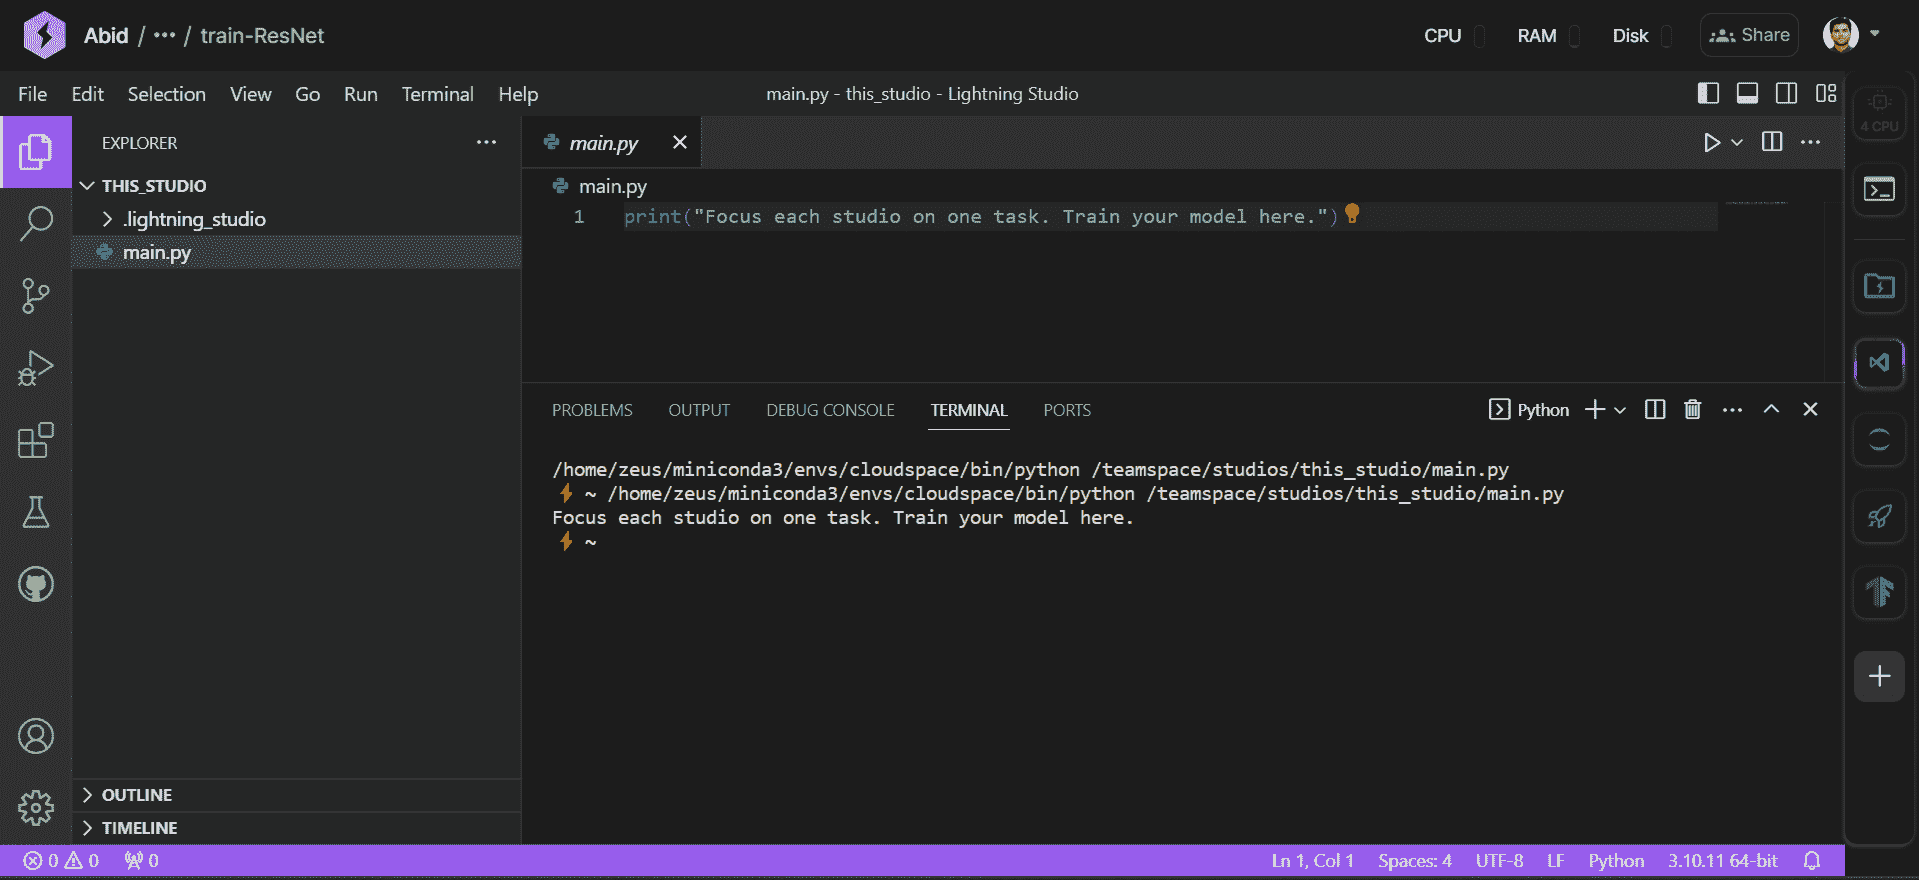 Abid / ··· / train-ResNet
CPU RAM Disk Share
File Edit Selection View Go Run Terminal Help
main.py - this_studio - Lightning Studio
4 CPU
EXPLORER ···
THIS_STUDIO
.lightning_studio
main.py
OUTLINE
TIMELINE
main.py
main.py
1 print("Focus each studio on one task. Train your model here.")
PROBLEMS OUTPUT DEBUG CONSOLE TERMINAL PORTS
Python
/home/zeus/miniconda3/envs/cloudspace/bin/python /teamspace/studios/this_studio/main.py
~ /home/zeus/miniconda3/envs/cloudspace/bin/python /teamspace/studios/this_studio/main.py
Focus each studio on one task. Train your model here.
~
0 0 0
Ln 1, Col 1 Spaces: 4 UTF-8 LF Python 3.10.11 64-bit